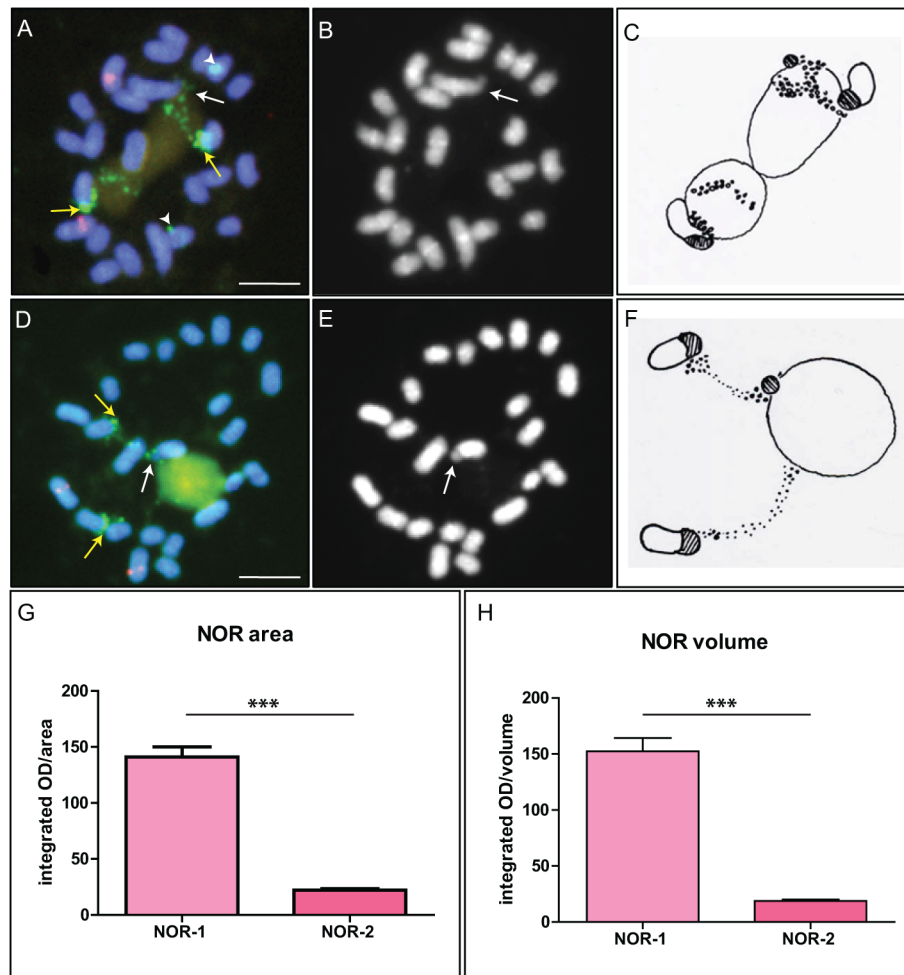 A
B
C
D
E
F
G
NOR area
integrated OD/area
200
150
100
50
0
***
NOR-1
NOR-2
H
NOR volume
integrated OD/volume
200
150
100
50
0
***
NOR-1
NOR-2